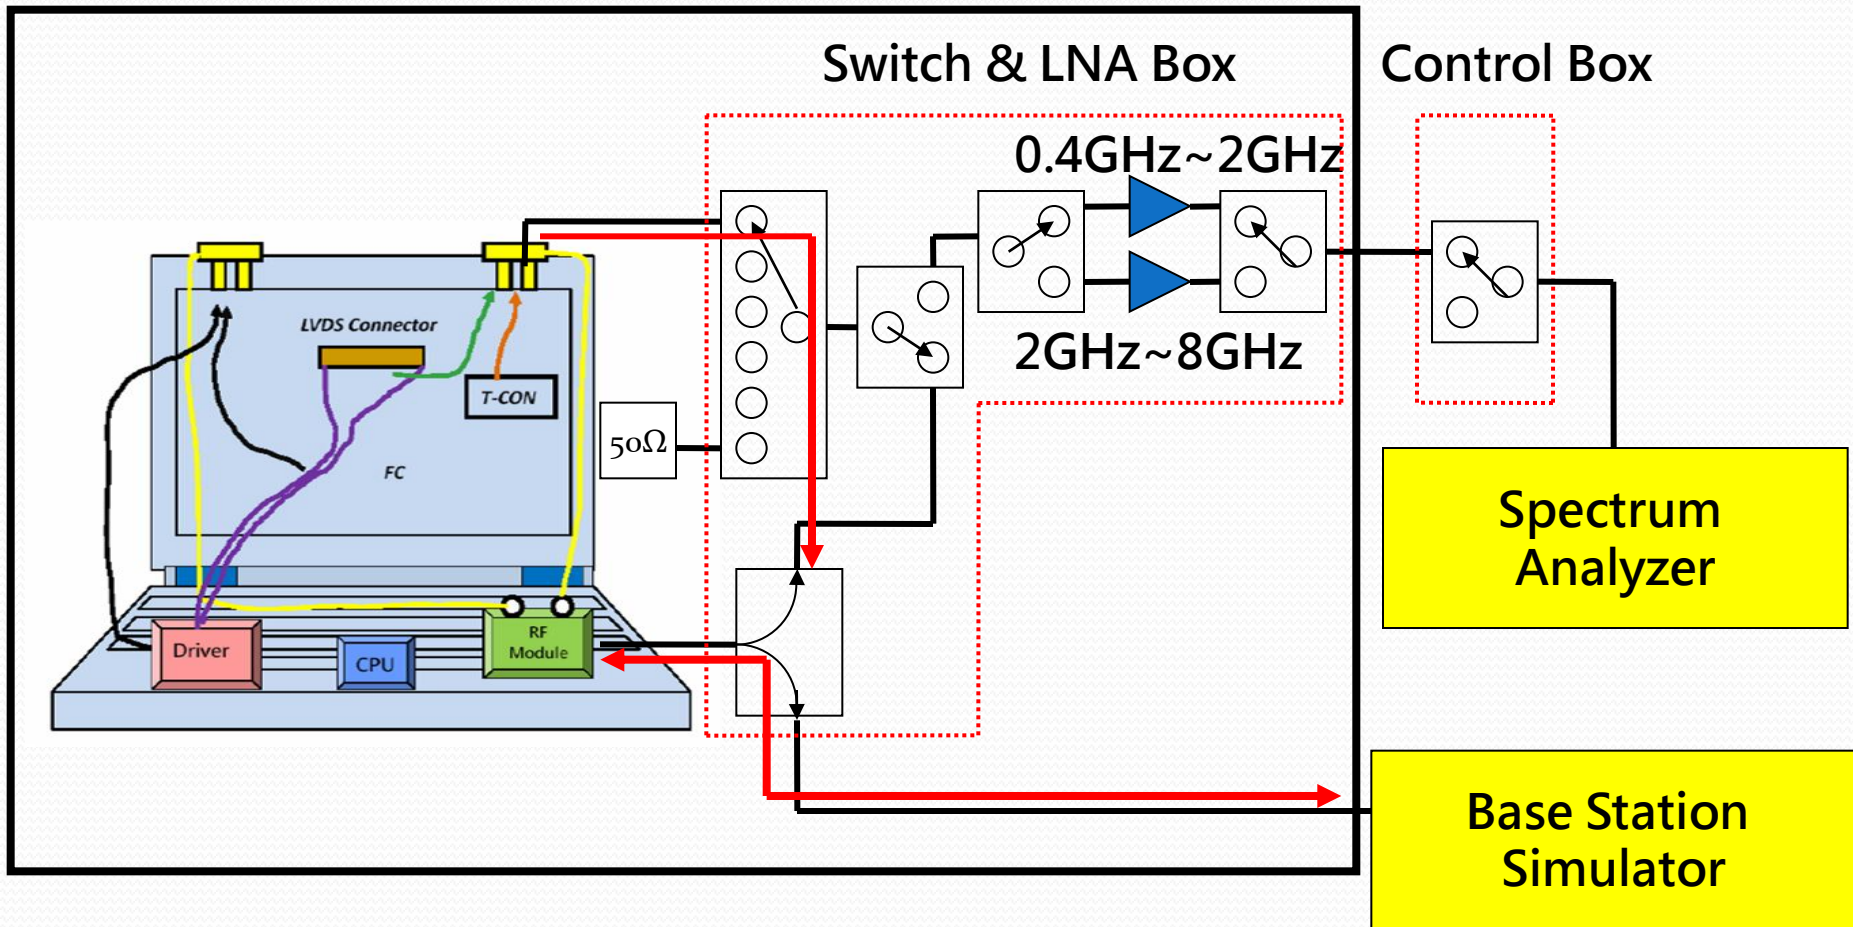 Switch & LNA Box
Control Box
0.4GHz~2GHz
2GHz~8GHz
LVDS Connector
T-CON
50Ω
FC
Spectrum
Analyzer
Driver
CPU
RF
Module
Base Station
Simulator